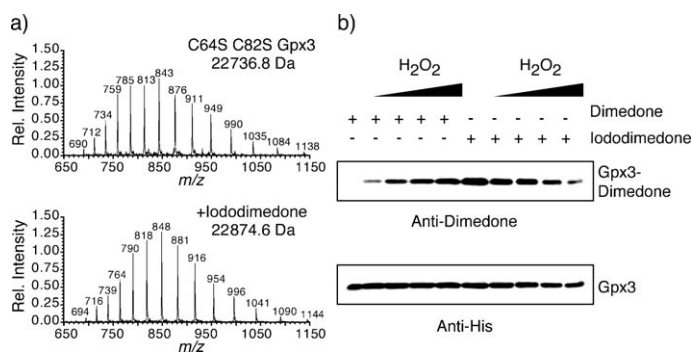 a)
C64S C82S Gpx3
22736.8 Da
Rel. Intensity
1.50
1.25
1.00
0.75
0.50
0.25
0.00
690 712 734 759 785 813 843 876 911 949 990 1035 1084 1138
650 750 850 950 1050 1150
m/z
+Iododimedone
22874.6 Da
Rel. Intensity
1.50
1.25
1.00
0.75
0.50
0.25
0.00
694 716 739 764 790 818 848 881 916 954 996 1041 1090 1144
650 750 850 950 1050 1150
m/z
b)
H2O2 H2O2
+ + + + + - - - - - Dimedone
- - - - - + + + + + Iododimedone
Gpx3-
Dimedone
Anti-Dimedone
Gpx3
Anti-His